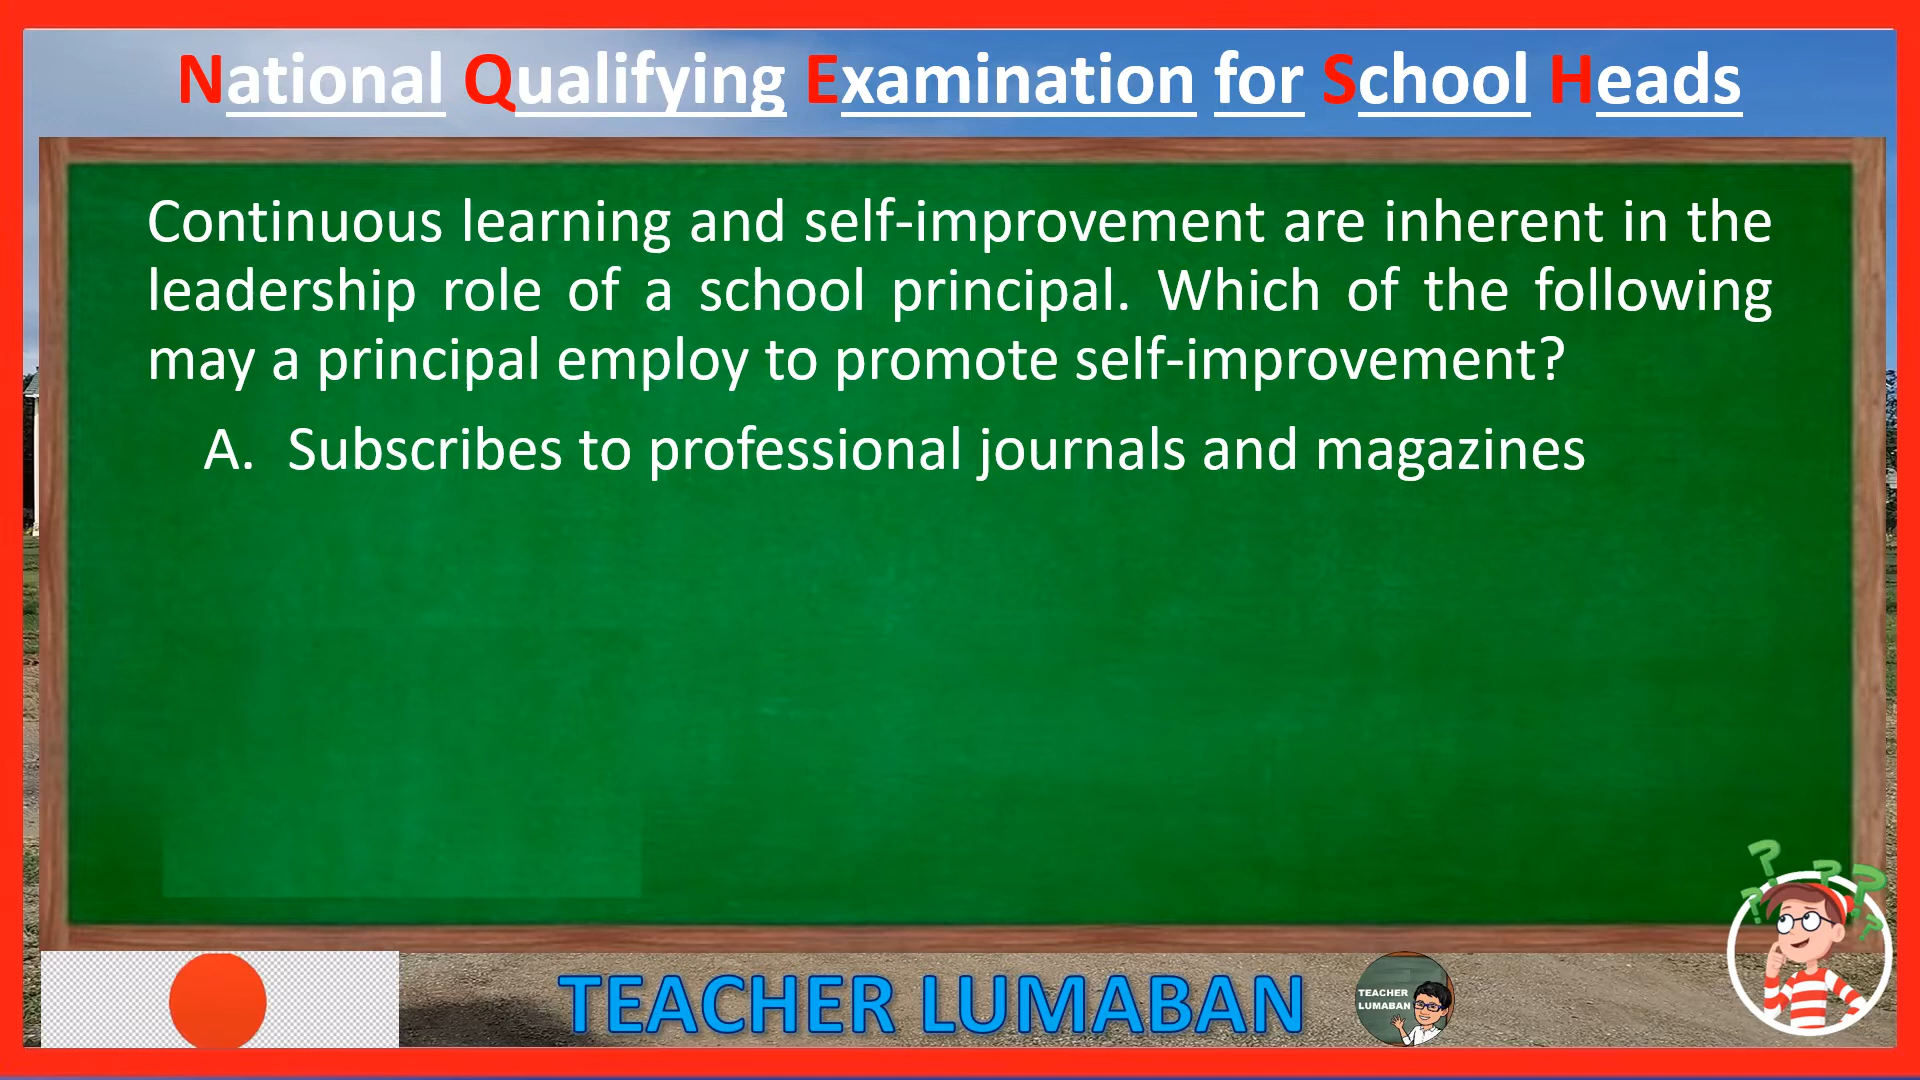 National Qualifying Examination for School Heads
Continuous learning and self-improvement are inherent in the
leadership role of a school principal. Which of the following
may a principal employ to promote self-improvement?
A. Subscribes to professional journals and magazines
TEACHER LUMABAN
TEACHER
LUMABAN